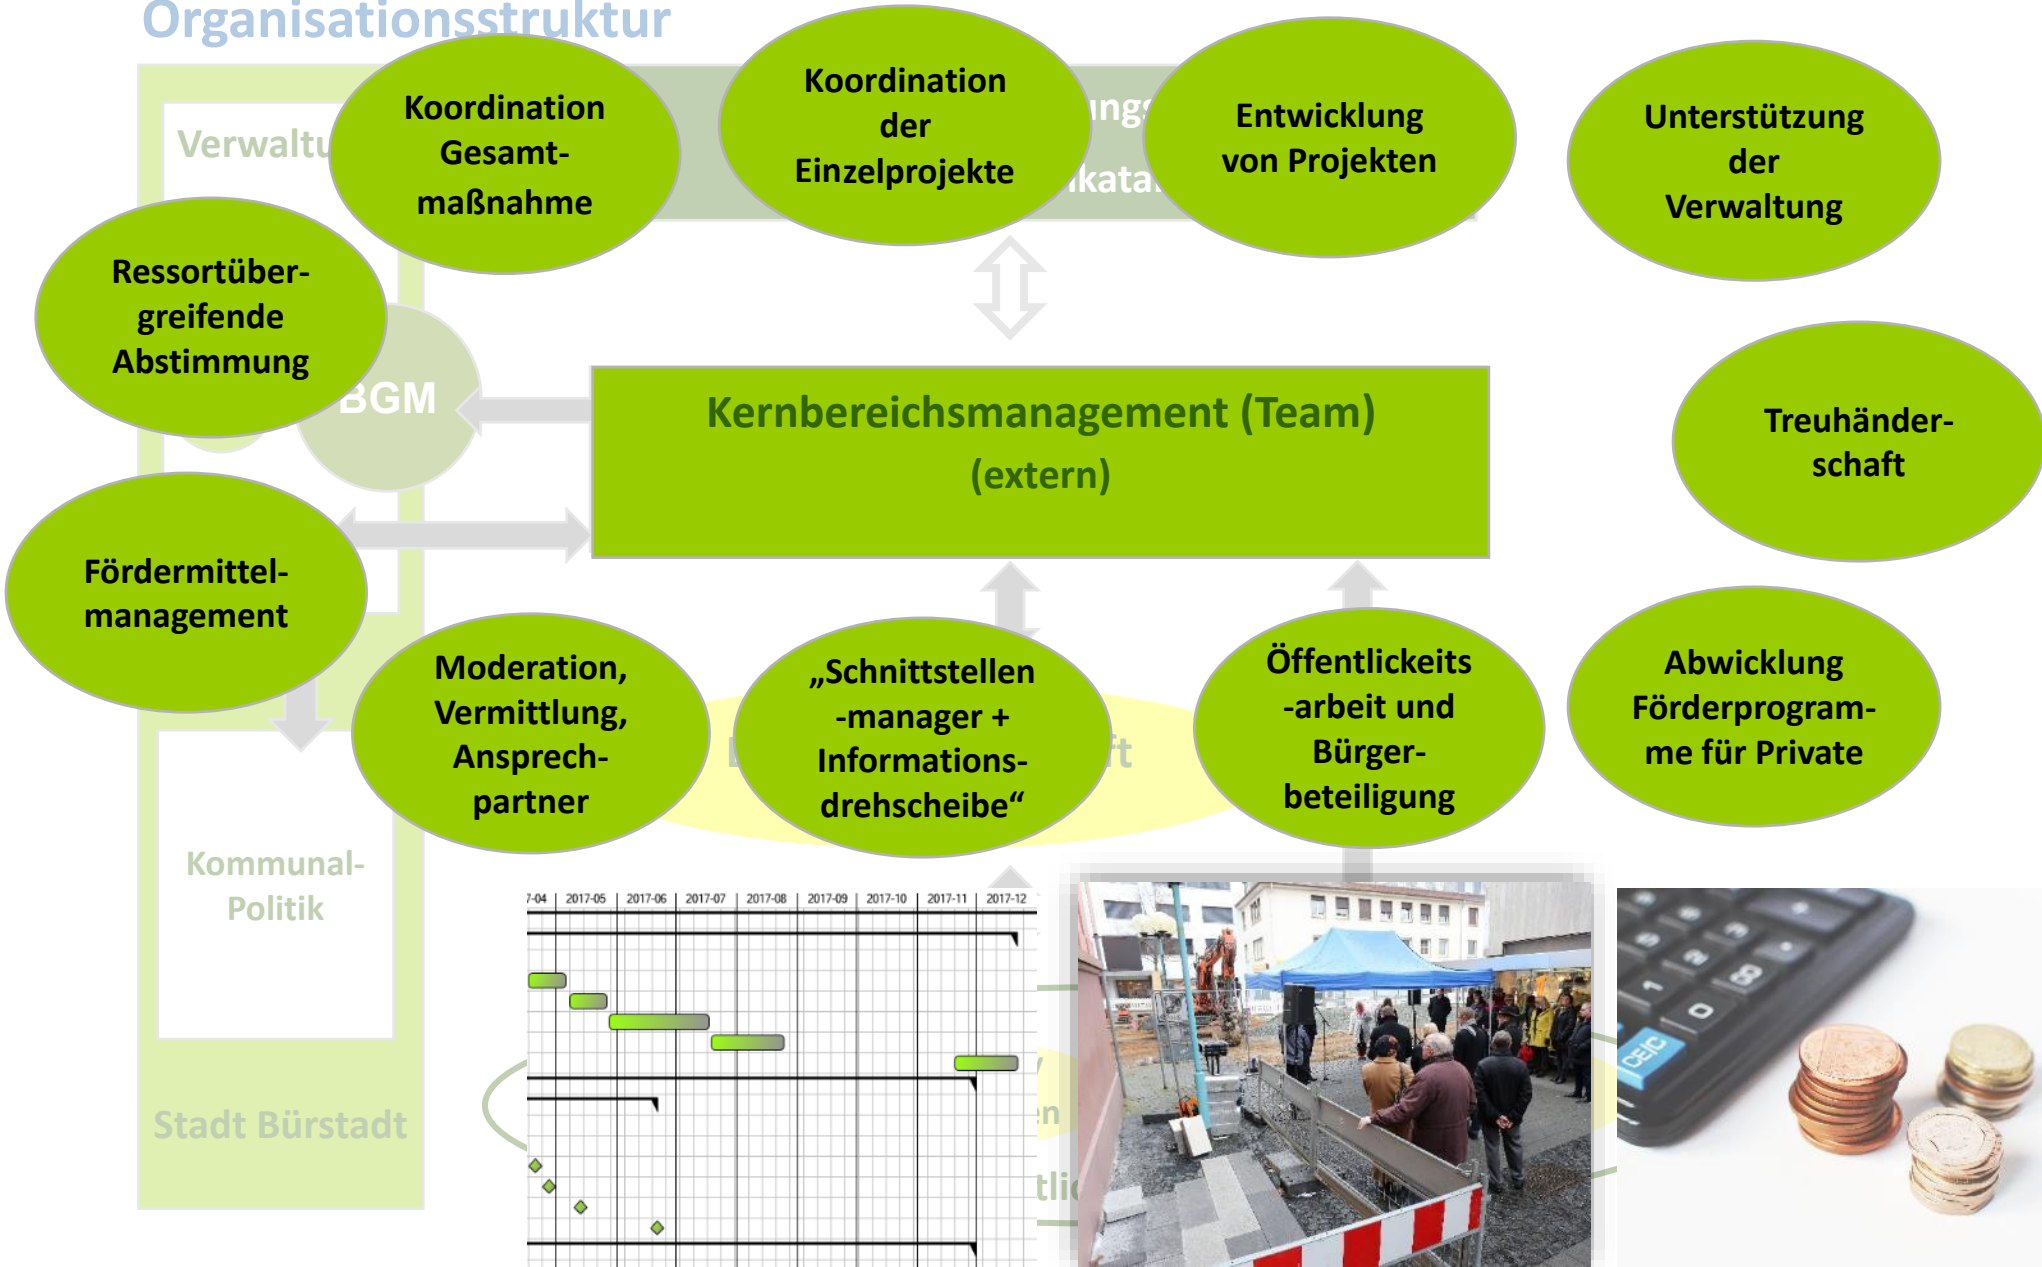 Organisationsstruktur
Koordination
Gesamt-
maßnahme
Koordination
der
Einzelprojekte
Entwicklung
von Projekten
Unterstützung
der
Verwaltung
Ressortüber-
greifende
Abstimmung
BGM
Kernbereichsmanagement (Team)
(extern)
Treuhänder-
schaft
Fördermittel-
management
Moderation,
Vermittlung,
Ansprech-
partner
„Schnittstellen
-manager +
Informations-
drehscheibe“
Öffentlickeits
-arbeit und
Bürger-
beteiligung
Abwicklung
Förderprogram-
me für Private
Kommunal-
Politik
Stadt Bürstadt
2017-05 2017-06 2017-07 2017-08 2017-09 2017-10 2017-11 2017-12
CE/C